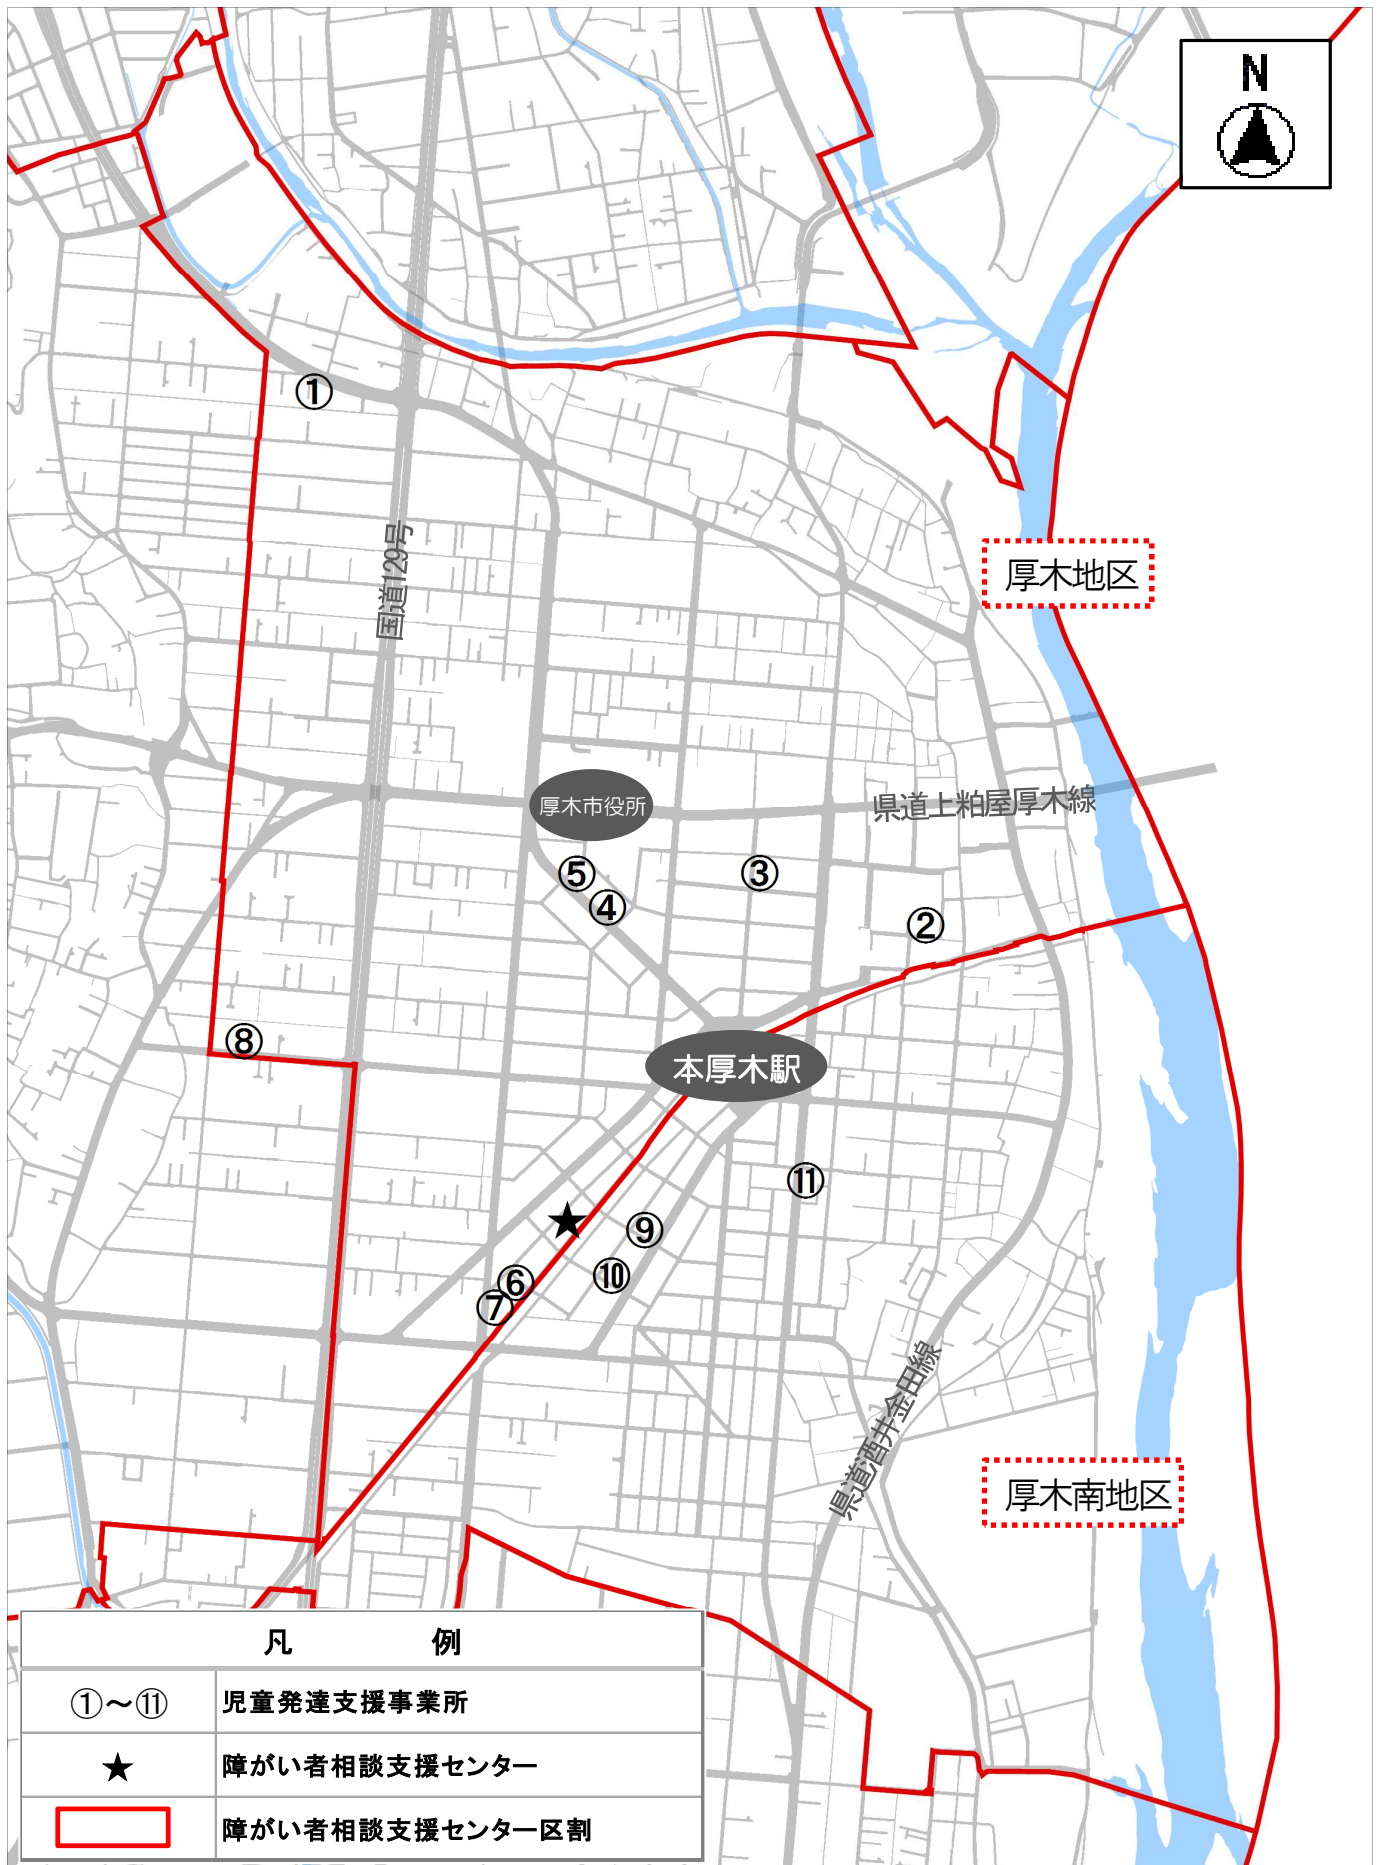 N
①
国道129号
厚木地区
厚木市役所
県道上粕屋厚木線
⑤
③
④
②
⑧
本厚木駅
⑪
★
⑨
⑥
⑩
⑦
県道酒井金田線
厚木南地区
凡 例
①～⑪ 児童発達支援事業所
★ 障がい者相談支援センター
障がい者相談支援センター区割